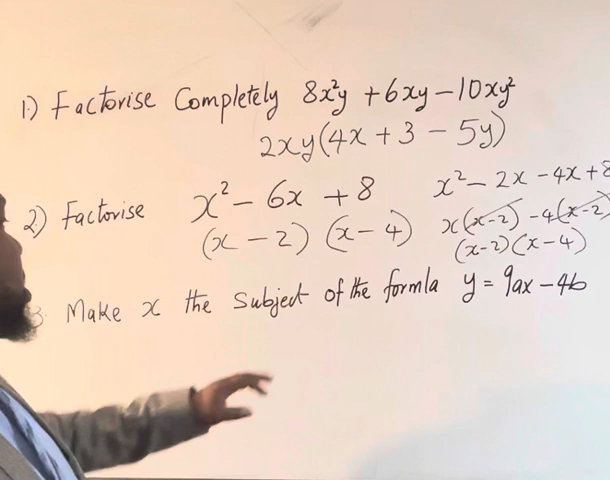 1.) Factorise Completely 8x²y + 6xy - 10xy²
2xy(4x + 3 - 5y)
2) Factorise x² - 6x + 8
(x - 2) (x - 4)
x² - 2x - 4x + 8
x(x-2) - 4(x-2)
(x-2)(x-4)
3. Make x the subject of the formla y = 9ax - 4b